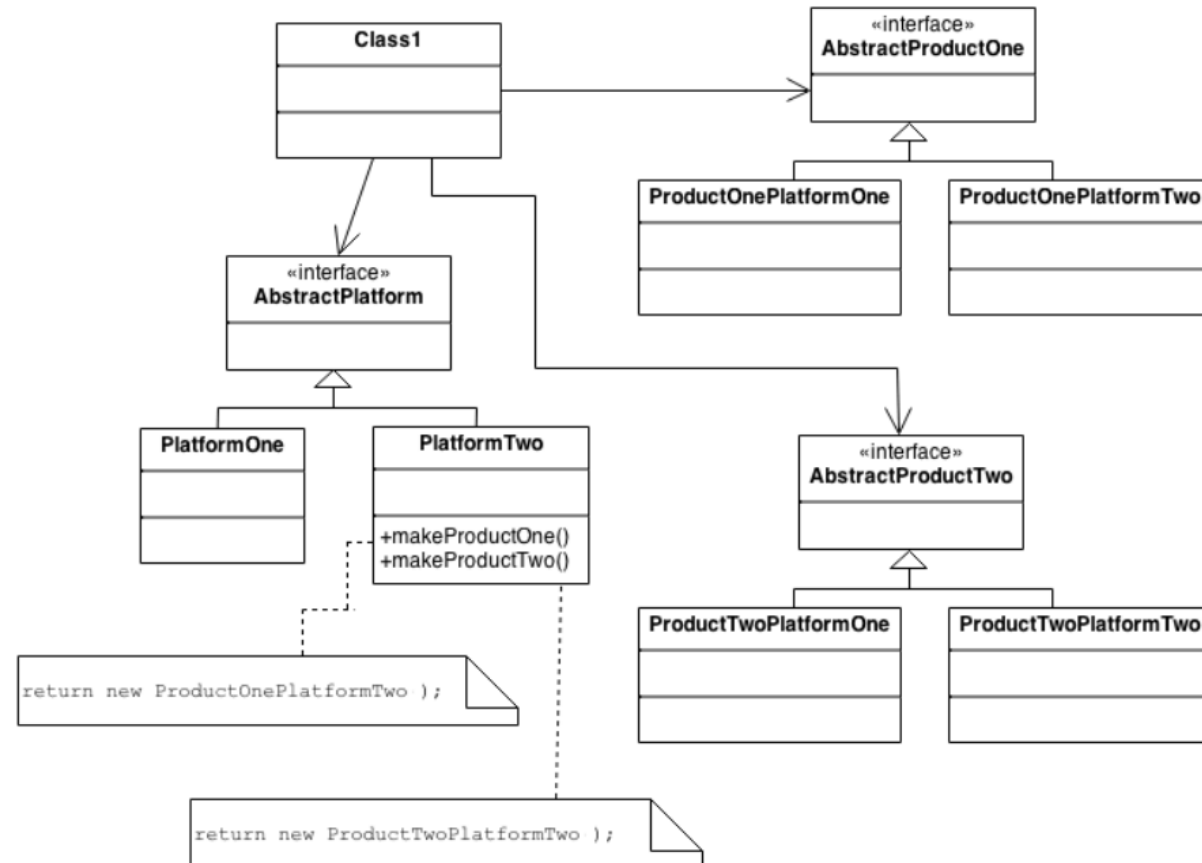 Class1
«interface»
AbstractProductOne
ProductOnePlatformOne
ProductOnePlatformTwo
«interface»
AbstractPlatform
PlatformOne
PlatformTwo
+makeProductOne()
+makeProductTwo()
«interface»
AbstractProductTwo
ProductTwoPlatformOne
ProductTwoPlatformTwo
return new ProductOnePlatformTwo );
return new ProductTwoPlatformTwo );